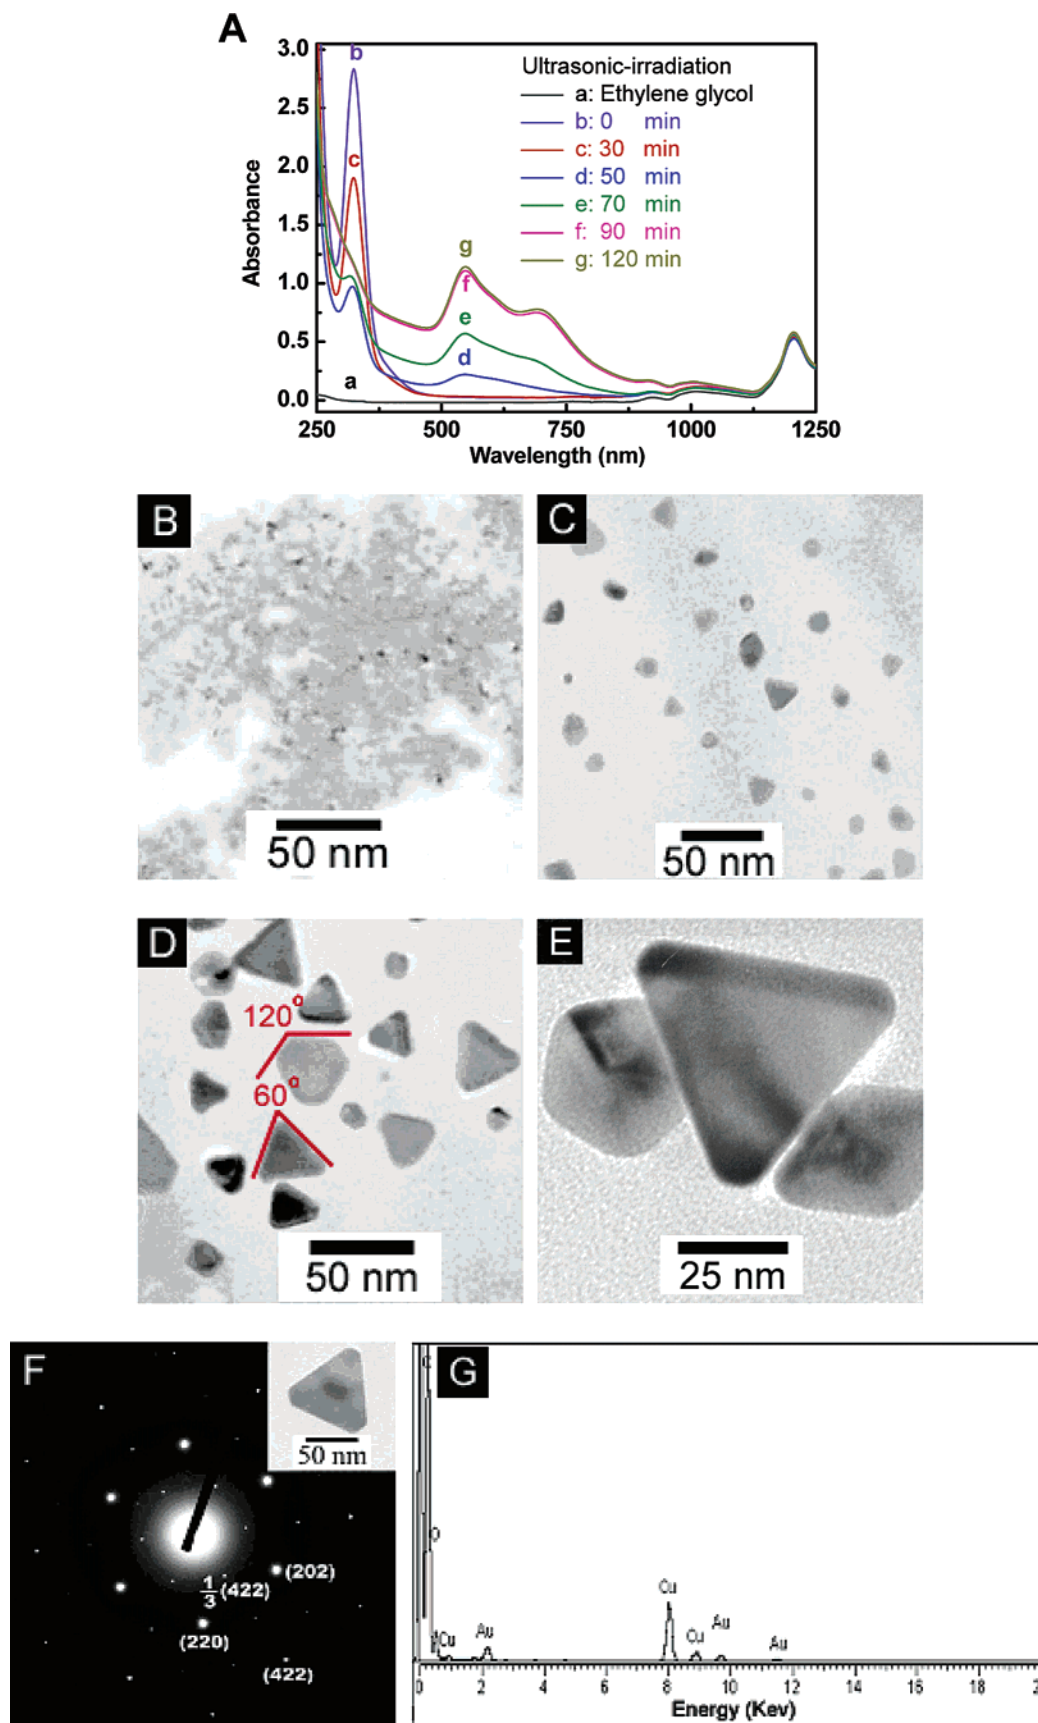 A
3.0
2.5
2.0
1.5
1.0
0.5
0.0
Absorbance
b
c
g
f
e
d
a
Ultrasonic-irradiation
a: Ethylene glycol
b: 0 min
c: 30 min
d: 50 min
e: 70 min
f: 90 min
g: 120 min
250 500 750 1000 1250
Wavelength (nm)
B
50 nm
C
50 nm
D
120°
60°
50 nm
E
25 nm
F
50 nm
(202)
1/3 (422)
(220)
(422)
G
C
O
Cu
Au
Cu
Cu
Au
Au
0 2 4 6 8 10 12 14 16 18
Energy (Kev)